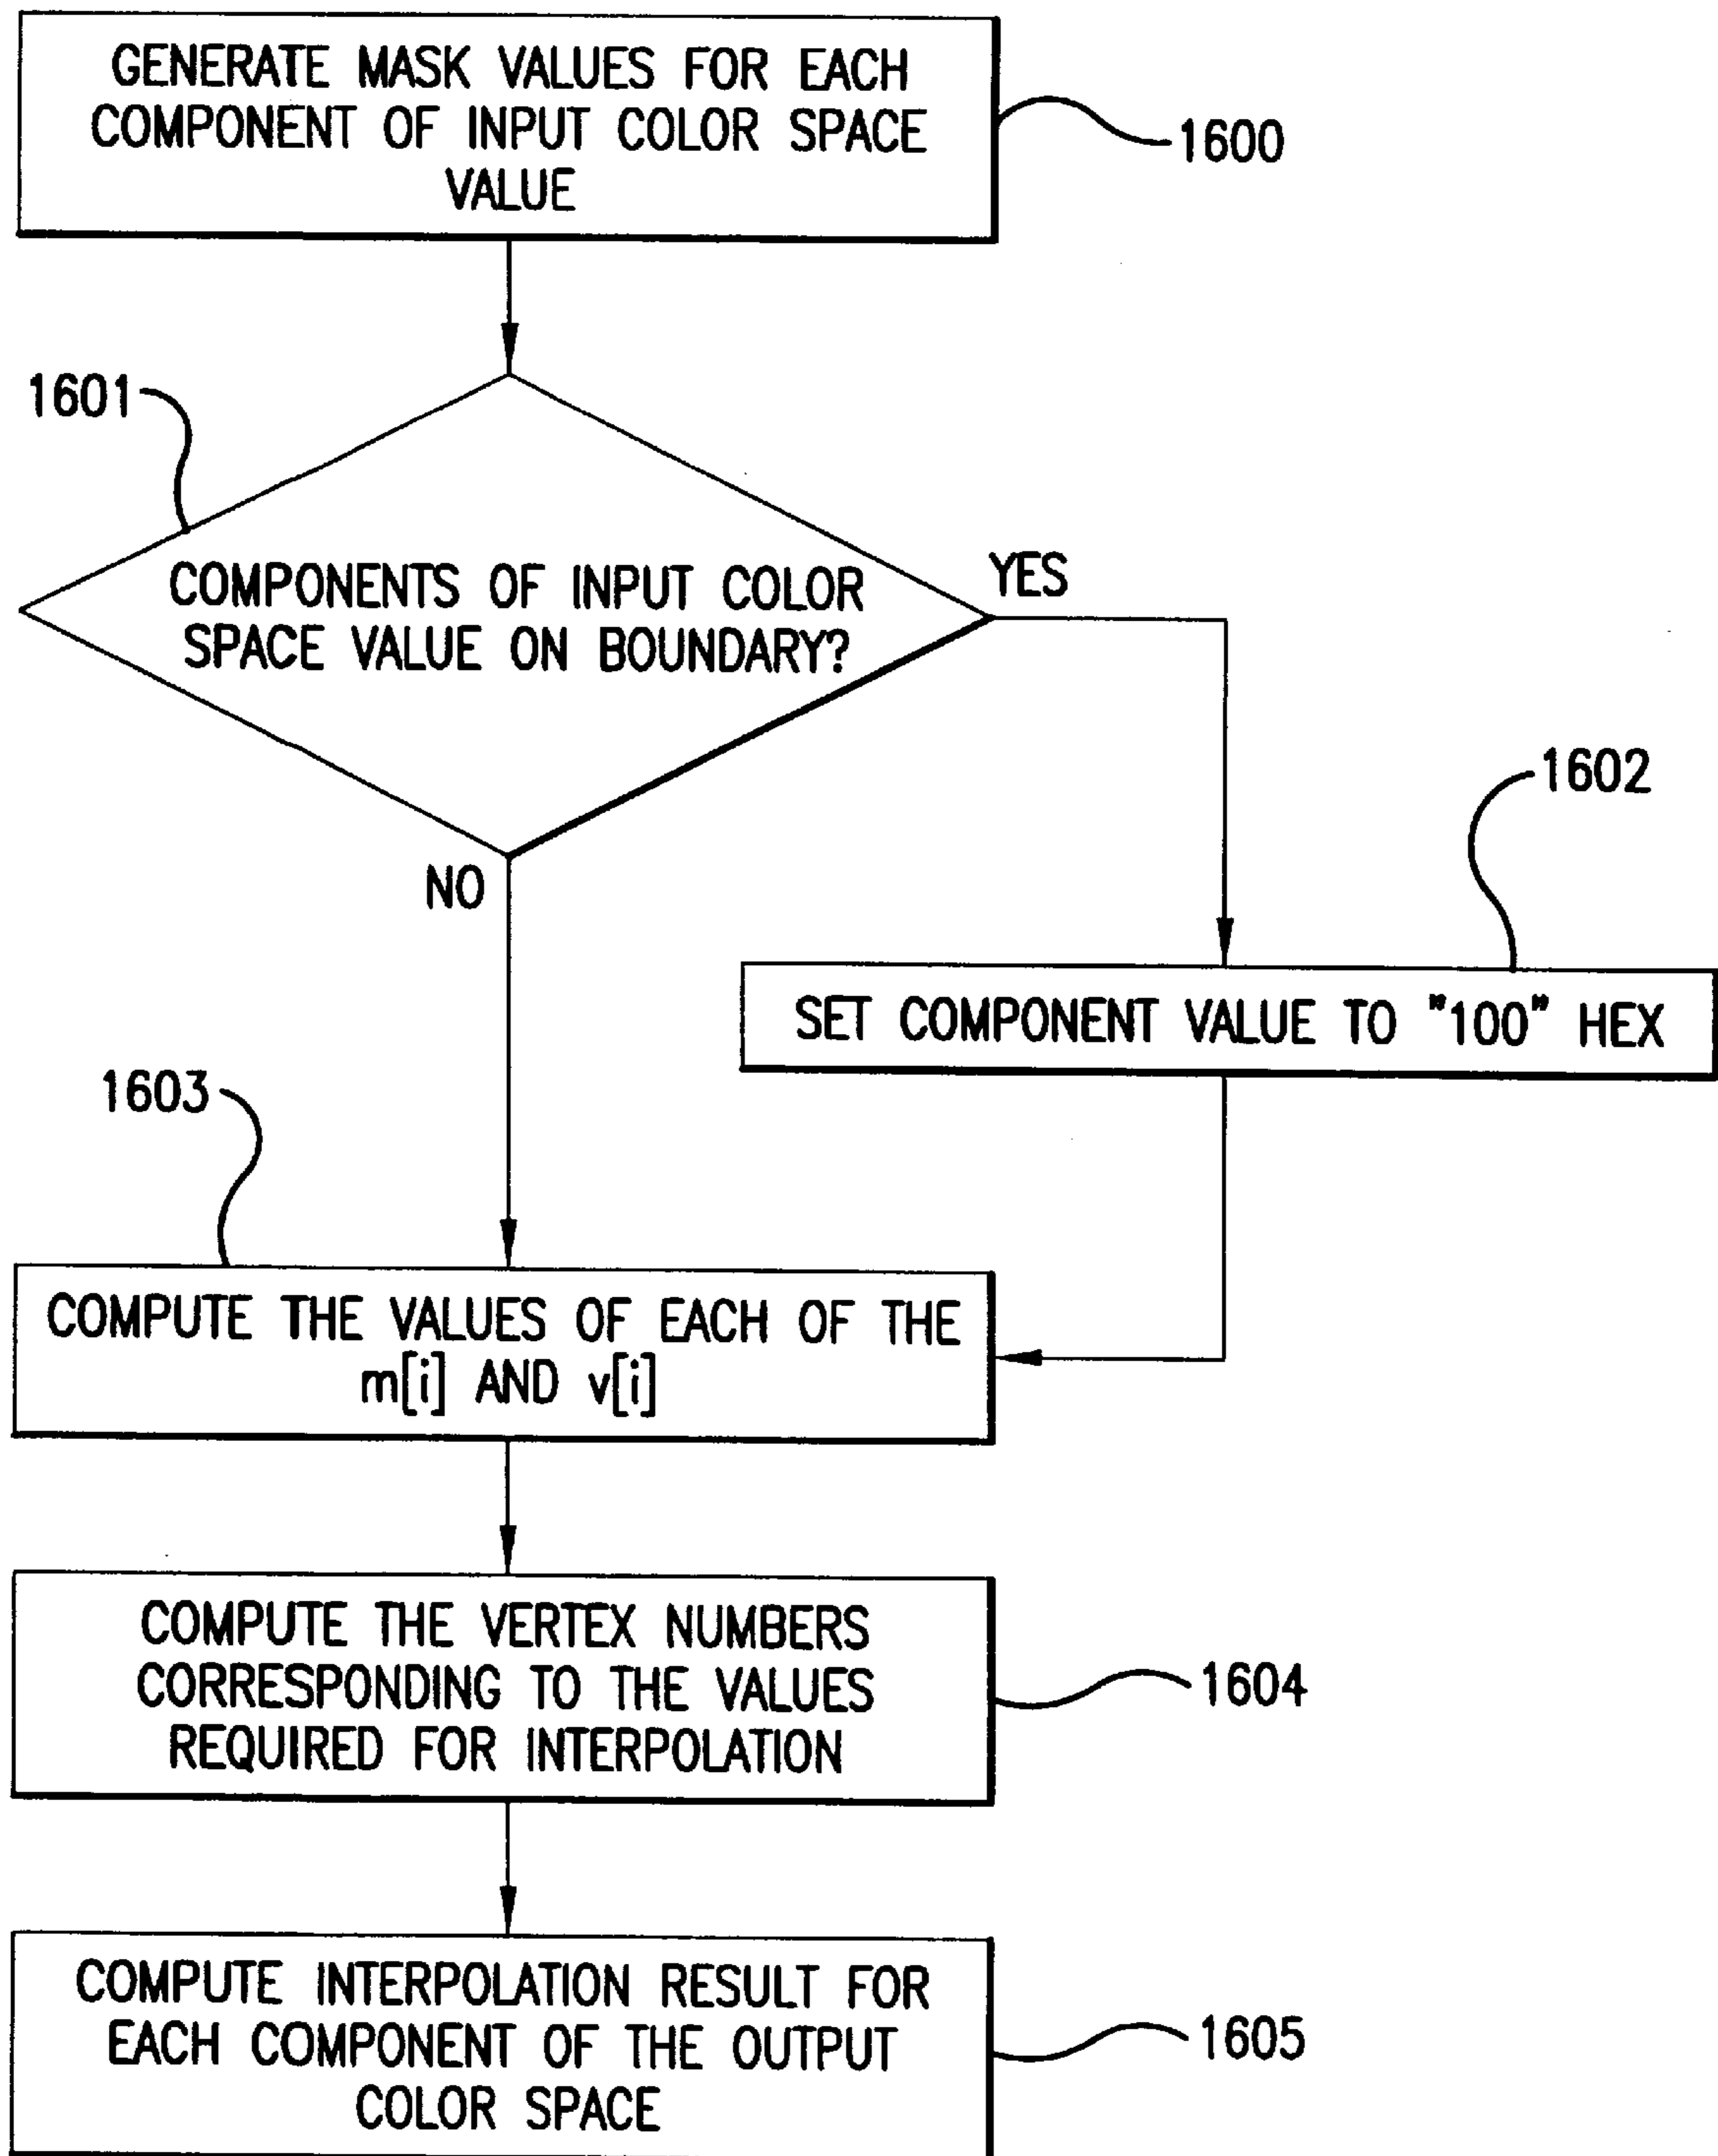 GENERATE MASK VALUES FOR EACH
COMPONENT OF INPUT COLOR SPACE
VALUE
1600
1601
COMPONENTS OF INPUT COLOR
SPACE VALUE ON BOUNDARY?
YES
NO
1602
SET COMPONENT VALUE TO "100" HEX
1603
COMPUTE THE VALUES OF EACH OF THE
m[i] AND v[i]
COMPUTE THE VERTEX NUMBERS
CORRESPONDING TO THE VALUES
REQUIRED FOR INTERPOLATION
1604
COMPUTE INTERPOLATION RESULT FOR
EACH COMPONENT OF THE OUTPUT
COLOR SPACE
1605